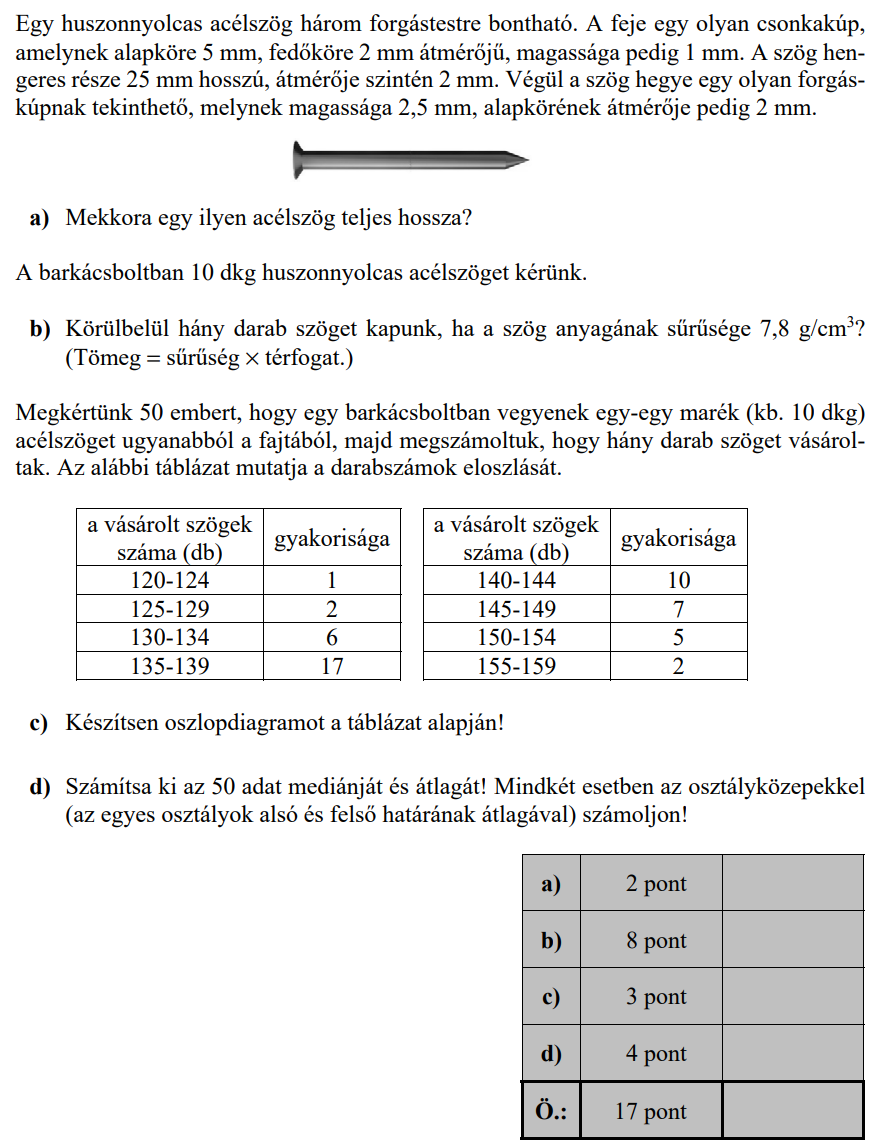 Egy huszonnyolcas acélszög három forgástestre bontható. A feje egy olyan csonkakúp,
amelynek alapköre 5 mm, fedőköre 2 mm átmérőjű, magassága pedig 1 mm. A szög hen-
geres része 25 mm hosszú, átmérője szintén 2 mm. Végül a szög hegye egy olyan forgás-
kúpnak tekinthető, melynek magassága 2,5 mm, alapkörének átmérője pedig 2 mm.
a) Mekkora egy ilyen acélszög teljes hossza?
A barkácsboltban 10 dkg huszonnyolcas acélszöget kérünk.
b) Körülbelül hány darab szöget kapunk, ha a szög anyagának sűrűsége 7,8 g/cm³?
(Tömeg = sűrűség × térfogat.)
Megkértünk 50 embert, hogy egy barkácsboltban vegyenek egy-egy marék (kb. 10 dkg)
acélszöget ugyanabból a fajtából, majd megszámoltuk, hogy hány darab szöget vásárol-
tak. Az alábbi táblázat mutatja a darabszámok eloszlását.
a vásárolt szögek
száma (db) gyakorisága
120-124 1
125-129 2
130-134 6
135-139 17
a vásárolt szögek
száma (db) gyakorisága
140-144 10
145-149 7
150-154 5
155-159 2
c) Készítsen oszlopdiagramot a táblázat alapján!
d) Számítsa ki az 50 adat mediánját és átlagát! Mindkét esetben az osztályközepekkel
(az egyes osztályok alsó és felső határának átlagával) számoljon!
a) 2 pont
b) 8 pont
c) 3 pont
d) 4 pont
Ö.: 17 pont